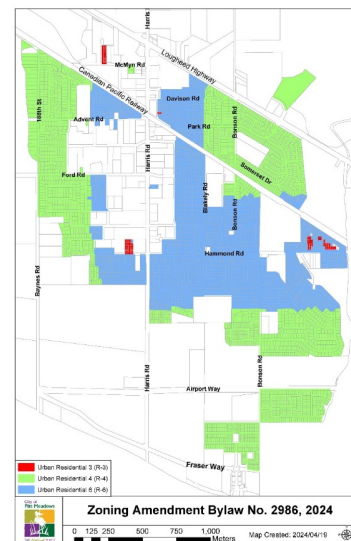 Harris Rd
Lougheed Highway
McMyn Rd
Canadian Pacific Railway
188th St
Davison Rd
Bonson Rd
Advent Rd
Park Rd
Harris Rd
Somerset Dr
Ford Rd
Blakely Rd
Bonson Rd
Hammond Rd
Baynes Rd
Harris Rd
Bonson Rd
Airport Way
Fraser Way
Urban Residential 3 (R-3)
Urban Residential 4 (R-4)
Urban Residential 6 (R-6)
City of
Pitt Meadows
Zoning Amendment Bylaw No. 2986, 2024
0 125 250 500 750 1,000
Meters
Map Created: 2024/04/19